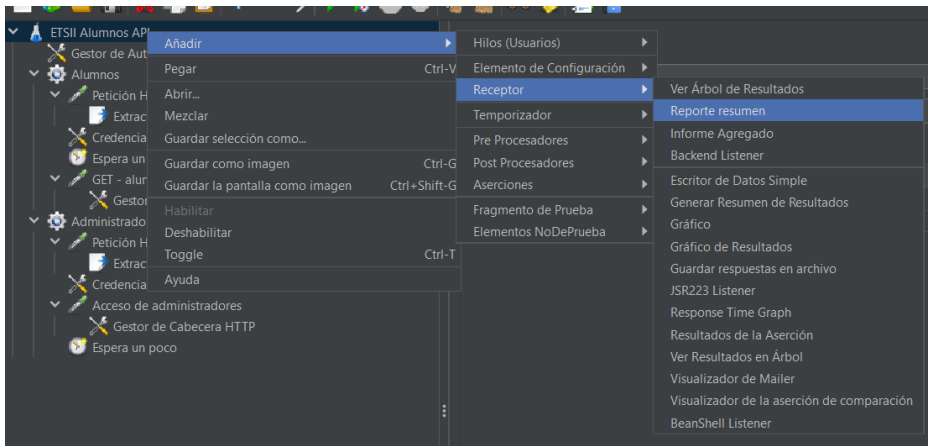 ETSII Alumnos API
Gestor de Aut
Alumnos
Petición H
Extrac
Credencia
Espera un
GET - alur
Gestor
Administrado
Petición H
Extrac
Credencia
Acceso de administradores
Gestor de Cabecera HTTP
Espera un poco
Añadir
Pegar Ctrl-V
Abrir...
Mezclar
Guardar selección como...
Guardar como imagen Ctrl-G
Guardar la pantalla como imagen Ctrl+Shift-G
Habilitar
Deshabilitar
Toggle Ctrl-T
Ayuda
Hilos (Usuarios)
Elemento de Configuración
Receptor
Temporizador
Pre Procesadores
Post Procesadores
Aserciones
Fragmento de Prueba
Elementos NoDePrueba
Ver Árbol de Resultados
Reporte resumen
Informe Agregado
Backend Listener
Escritor de Datos Simple
Generar Resumen de Resultados
Gráfico
Gráfico de Resultados
Guardar respuestas en archivo
JSR223 Listener
Response Time Graph
Resultados de la Aserción
Ver Resultados en Árbol
Visualizador de Mailer
Visualizador de la aserción de comparación
BeanShell Listener